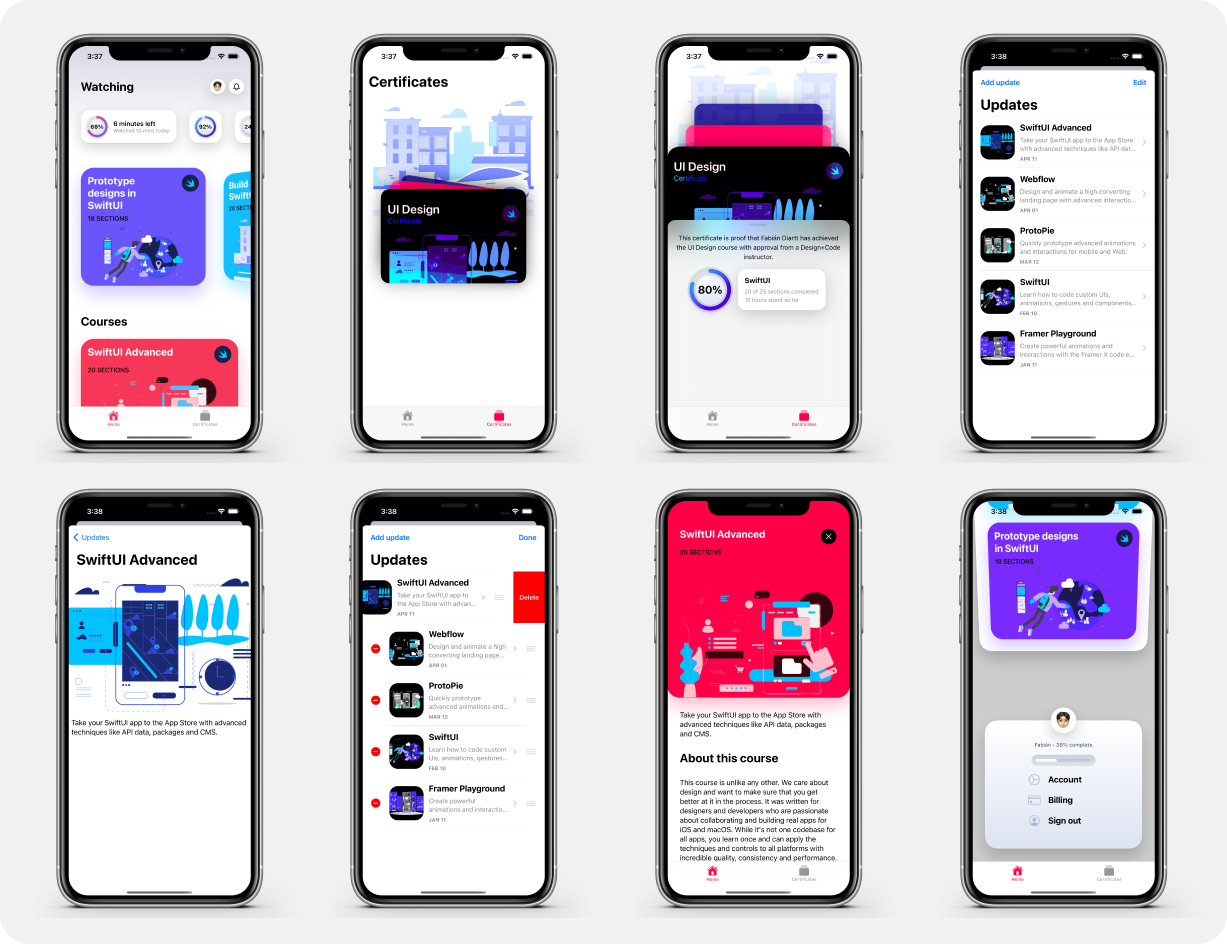 3:37
Watching
68%
6 minutes left
Watched 10 mins today
92%
Prototype
designs in
SwiftUI
18 SECTIONS
Build
Swift
20 SECT
Courses
SwiftUI Advanced
20 SECTIONS
Home
Certificates
3:37
Certificates
UI Design
Certificate
Home
Certificates
3:37
UI Design
Certificate
This certificate is proof that Fabián Diartt has achieved
the UI Design course with approval from a Design+Code
instructor.
80%
SwiftUI
20 of 25 sections completed
10 hours spent so far
Home
Certificates
3:38
Add update
Edit
Updates
SwiftUI Advanced
Take your SwiftUI app to the App Store
with advanced techniques like API dat...
APR 11
Webflow
Design and animate a high converting
landing page with advanced interactio...
APR 01
ProtoPie
Quickly prototype advanced animations
and interactions for mobile and Web.
MAR 12
SwiftUI
Learn how to code custom UIs,
animations, gestures and components...
FEB 10
Framer Playground
Create powerful animations and
interactions with the Framer X code e...
JAN 11
3:38
Updates
SwiftUI Advanced
Take your SwiftUI app to the App Store with advanced
techniques like API data, packages and CMS.
3:38
Add update
Done
Updates
SwiftUI Advanced
Take your SwiftUI app to
the App Store with advan...
APR 11
Delete
Webflow
Design and animate a high
converting landing page...
APR 01
ProtoPie
Quickly prototype
advanced animations and...
MAR 12
SwiftUI
Learn how to code custom
UIs, animations, gestures...
FEB 10
Framer Playground
Create powerful
animations and interactio...
JAN 11
SwiftUI Advanced
20 SECTIONS
Take your SwiftUI app to the App Store with
advanced techniques like API data, packages
and CMS.
About this course
This course is unlike any other. We care about
design and want to make sure that you get
better at it in the process. It was written for
designers and developers who are passionate
about collaborating and building real apps for
iOS and macOS. While it's not one codebase for
all apps, you learn once and can apply the
techniques and controls to all platforms with
incredible quality, consistency and performance.
Home
Certificates
3:38
Prototype designs
in SwiftUI
18 SECTIONS
Fabián - 38% complete
Account
Billing
Sign out
Home
Certificates